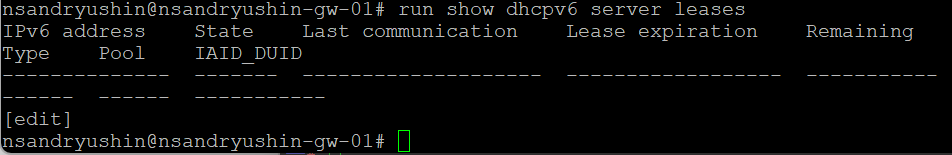 nsandryushin@nsandryushin-gw-01# run show dhcpv6 server leases
IPv6 address    State    Last communication    Lease expiration    Remaining
Type    Pool    IAID_DUID
--------------  -------  --------------------  ------------------  -----------
------  ------  -----------
[edit]
nsandryushin@nsandryushin-gw-01#